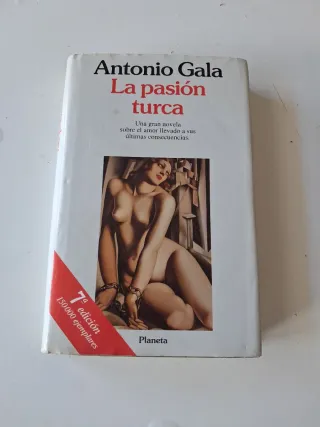 Antonio Gala
La pasión
turca
Una gran novela
sobre el amor llevado a sus
últimas consecuencias.
7ª edición
150.000 ejemplares
Planeta